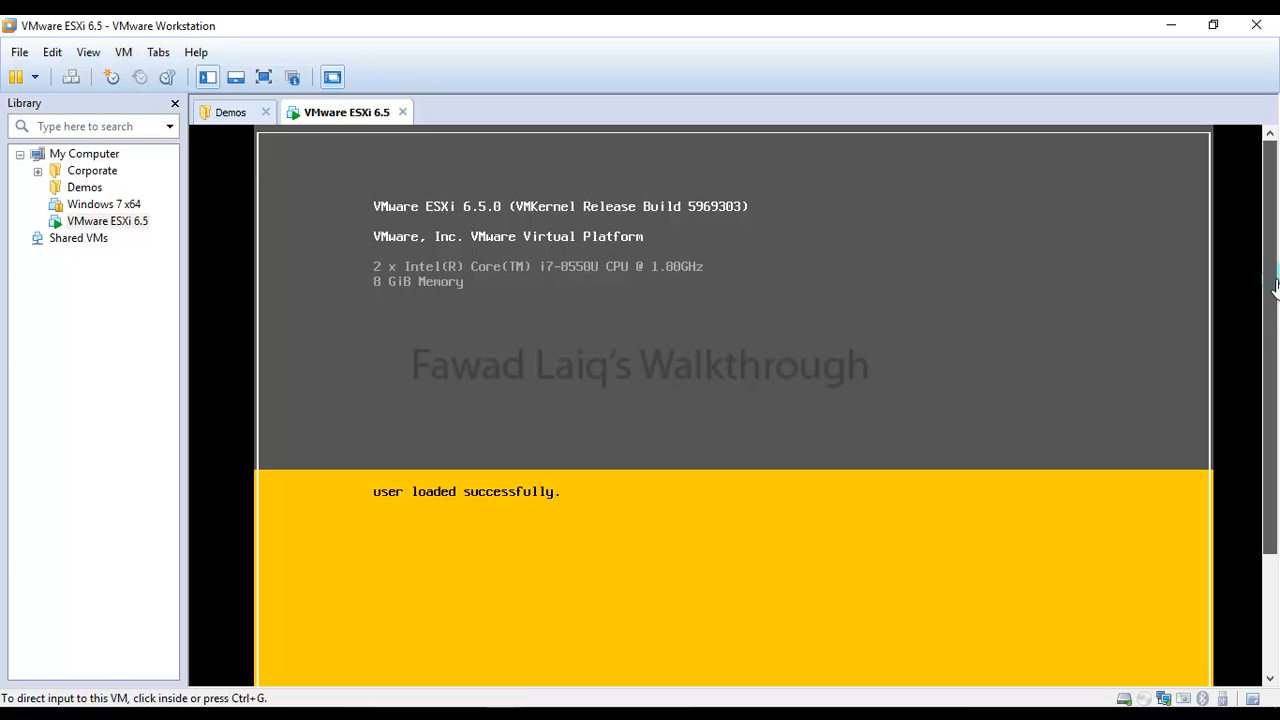 VMware ESXi 6.5 - VMware Workstation
File Edit View VM Tabs Help
Library
Demos
VMware ESXi 6.5
Type here to search
My Computer
Corporate
Demos
Windows 7 x64
VMware ESXi 6.5
Shared VMs
VMware ESXi 6.5.0 (VMKernel Release Build 5969303)
VMware, Inc. VMware Virtual Platform
2 x Intel(R) Core(TM) i7-8550U CPU @ 1.80GHz
8 GiB Memory
Fawad Laiq's Walkthrough
user loaded successfully.
To direct input to this VM, click inside or press Ctrl+G.